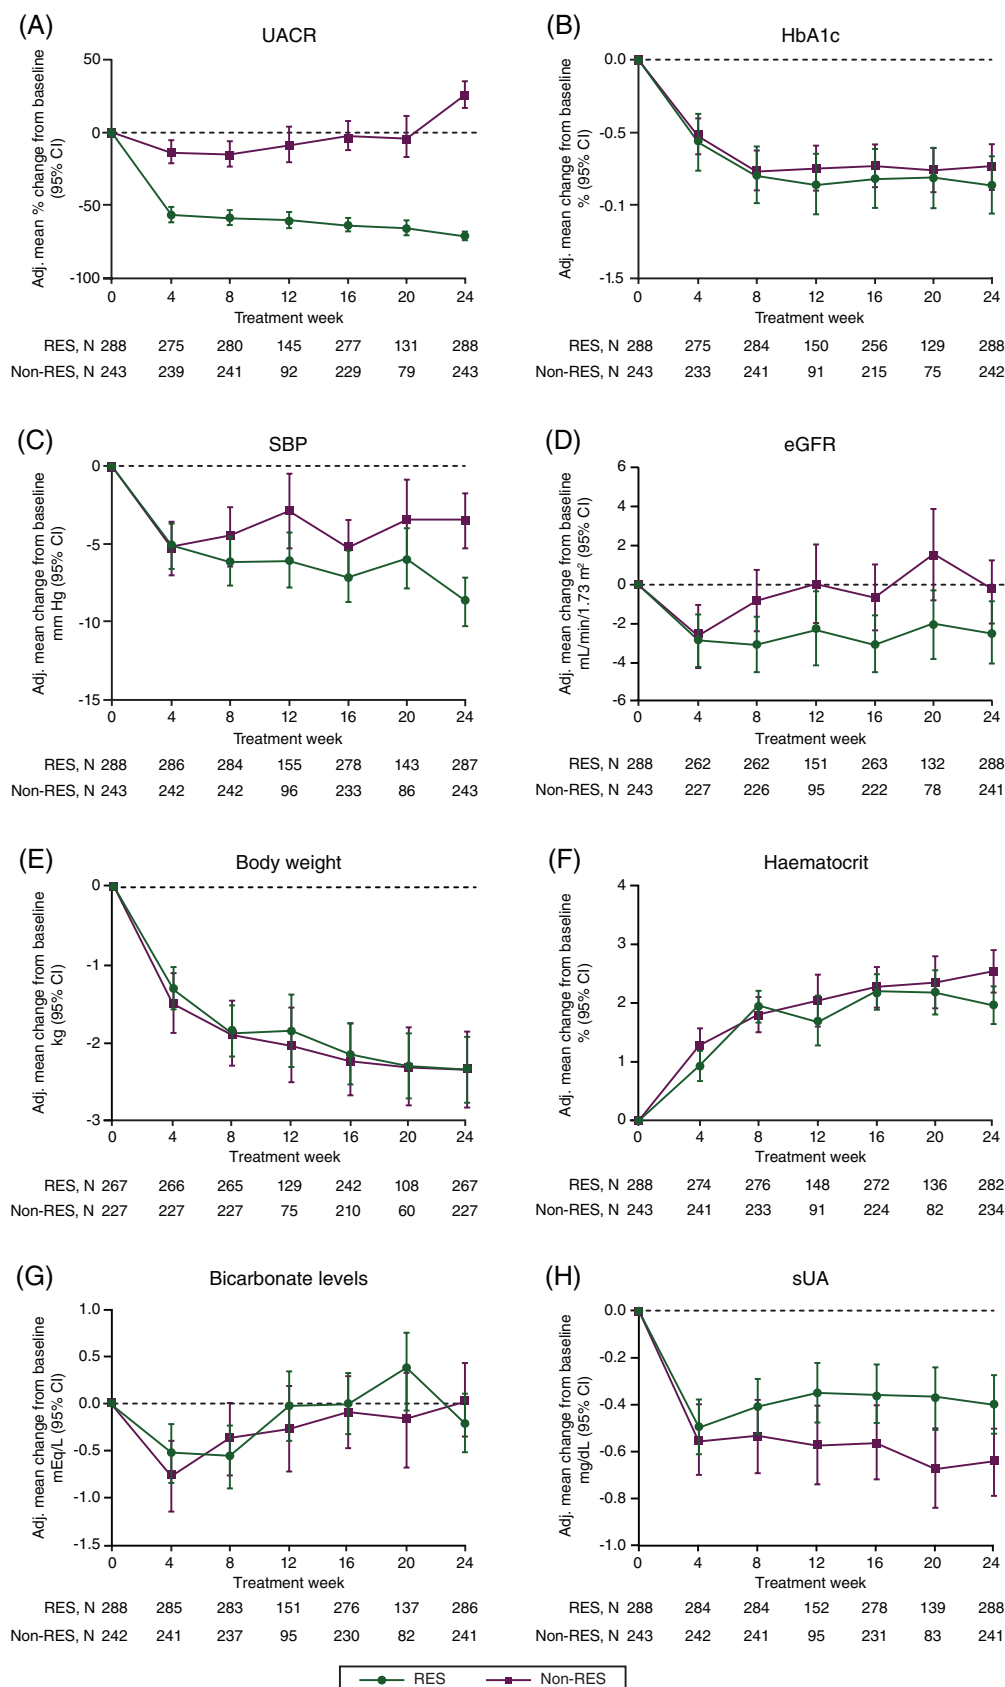 (A)
UACR
Adj. mean % change from baseline
(95% CI)
50
0
-50
-100
0 4 8 12 16 20 24
Treatment week
RES, N 288 275 280 145 277 131 288
Non-RES, N 243 239 241 92 229 79 243
(B)
HbA1c
Adj. mean change from baseline
% (95% CI)
0.0
-0.5
-0.1
-1.5
0 4 8 12 16 20 24
Treatment week
RES, N 288 275 284 150 256 129 288
Non-RES, N 243 233 241 91 215 75 242
(C)
SBP
Adj. mean change from baseline
mm Hg (95% CI)
0
-5
-10
-15
0 4 8 12 16 20 24
Treatment week
RES, N 288 286 284 155 278 143 287
Non-RES, N 243 242 242 96 233 86 243
(D)
eGFR
Adj. mean change from baseline
mL/min/1.73 m² (95% CI)
6
4
2
0
-2
-4
-6
0 4 8 12 16 20 24
Treatment week
RES, N 288 262 262 151 263 132 288
Non-RES, N 243 227 226 95 222 78 241
(E)
Body weight
Adj. mean change from baseline
kg (95% CI)
0
-1
-2
-3
0 4 8 12 16 20 24
Treatment week
RES, N 267 266 265 129 242 108 267
Non-RES, N 227 227 227 75 210 60 227
(F)
Haematocrit
Adj. mean change from baseline
% (95% CI)
4
3
2
1
0
0 4 8 12 16 20 24
Treatment week
RES, N 288 274 276 148 272 136 282
Non-RES, N 243 241 233 91 224 82 234
(G)
Bicarbonate levels
Adj. mean change from baseline
mEq/L (95% CI)
1.0
0.5
0.0
-0.5
-1.0
-1.5
0 4 8 12 16 20 24
Treatment week
RES, N 288 285 283 151 276 137 286
Non-RES, N 242 241 237 95 230 82 241
(H)
sUA
Adj. mean change from baseline
mg/dL (95% CI)
0.0
-0.2
-0.4
-0.6
-0.8
-1.0
0 4 8 12 16 20 24
Treatment week
RES, N 288 284 284 152 278 139 288
Non-RES, N 243 242 241 95 231 83 241
RES Non-RES